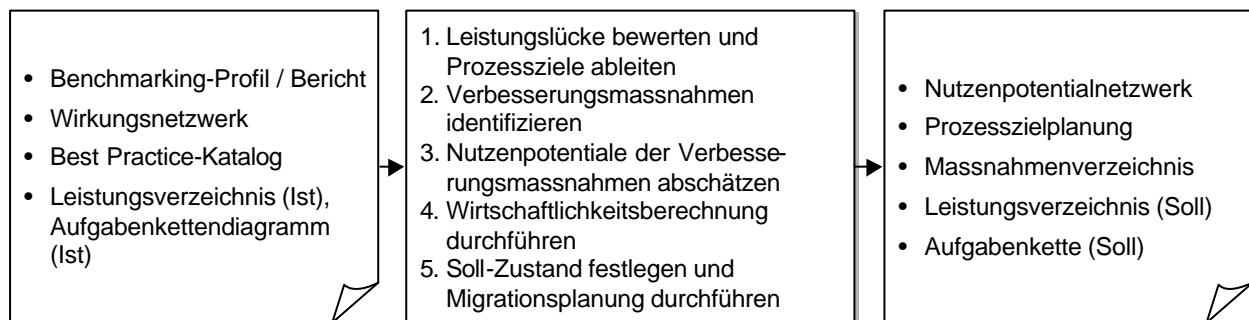 • Benchmarking-Profil / Bericht
• Wirkungsnetzwerk
• Best Practice-Katalog
• Leistungsverzeichnis (Ist),
Aufgabenkettendiagramm
(Ist)
1. Leistungslücke bewerten und
Prozessziele ableiten
2. Verbesserungsmassnahmen
identifizieren
3. Nutzenpotentiale der Verbesse-
rungsmassnahmen abschätzen
4. Wirtschaftlichkeitsberechnung
durchführen
5. Soll-Zustand festlegen und
Migrationsplanung durchführen
• Nutzenpotentialnetzwerk
• Prozesszielplanung
• Massnahmenverzeichnis
• Leistungsverzeichnis (Soll)
• Aufgabenkette (Soll)